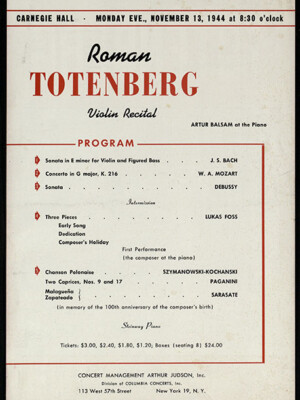 CARNEGIE HALL - MONDAY EVE., NOVEMBER 13, 1944 at 8:30 o'clock
Roman
TOTENBERG
Violin Recital
ARTUR BALSAM at the Piano
PROGRAM
Sonata in E minor for Violin and Figured Bass . . . . J. S. BACH
Concerto in G major, K. 216 . . . . . W. A. MOZART
Sonata . . . . . . . . . . DEBUSSY
Intermission
Three Pieces . . . . . . . . LUKAS FOSS
Early Song
Dedication
Composer's Holiday
First Performance
(the composer at the piano)
Chanson Polonaise . . . . SZYMANOWSKI-KOCHANSKI
Two Caprices, Nos. 9 and 17 . . . . . PAGANINI
Malagueña
Zapateado } . . . . . . . . SARASATE
(in memory of the 100th anniversary of the composer's birth)
Steinway Piano
Tickets: $3.00, $2.40, $1.80, $1.20; Boxes (seating 8) $24.00
CONCERT MANAGEMENT ARTHUR JUDSON, Inc.
Division of COLUMBIA CONCERTS, Inc.
113 West 57th Street New York 19, N. Y.